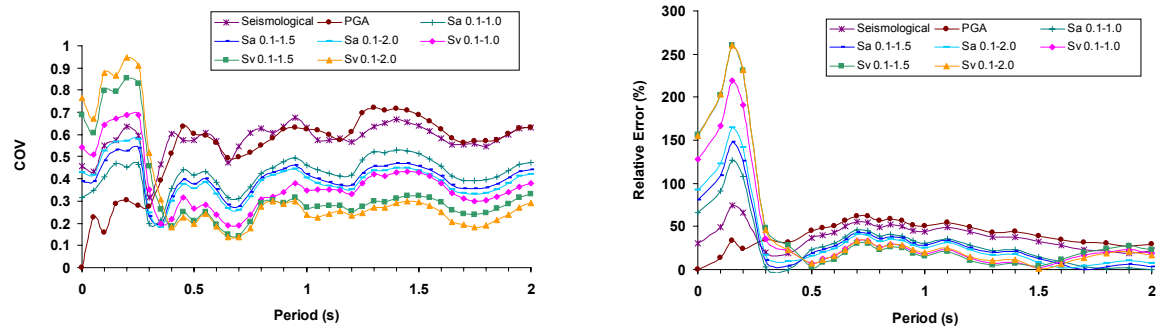 Seismological PGA Sa 0.1-1.0
Sa 0.1-1.5 Sa 0.1-2.0 Sv 0.1-1.0
Sv 0.1-1.5 Sv 0.1-2.0
1
0.9
0.8
0.7
0.6
0.5
0.4
0.3
0.2
0.1
0
COV
0 0.5 1 1.5 2
Period (s)
Seismological PGA Sa 0.1-1.0
Sa 0.1-1.5 Sa 0.1-2.0 Sv 0.1-1.0
Sv 0.1-1.5 Sv 0.1-2.0
300
250
200
150
100
50
0
Relative Error (%)
0 0.5 1 1.5 2
Period (s)